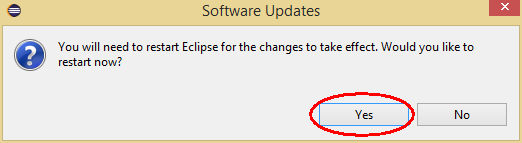 Software Updates
You will need to restart Eclipse for the changes to take effect. Would you like to
restart now?
Yes
No